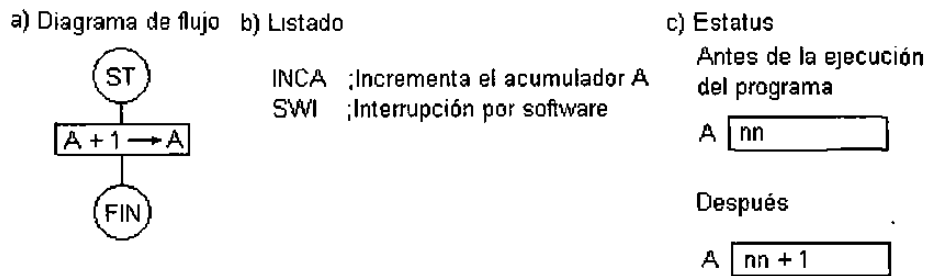 a) Diagrama de flujo
ST
A + 1 → A
FIN
b) Listado
INCA ;Incrementa el acumulador A
SWI ;Interrupción por software
c) Estatus
Antes de la ejecución
del programa
A nn
Después
A nn + 1